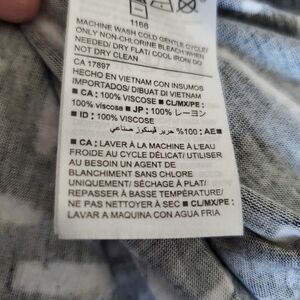 1168
MACHINE WASH COLD GENTLE CYCLE/
ONLY NON-CHLORINE BLEACH WHEN
NEEDED/ DRY FLAT/ COOL IRON/ DO
NOT DRY CLEAN
CA 17897
HECHO EN VIETNAM CON INSUMOS
IMPORTADOS/ DIBUAT DI VIETNAM
■ CA : 100% VISCOSE ■ CL/MX/PE :
100% viscosa ■ JP : 100% レーヨン
■ ID : 100% VISCOSE
■ AE: 100% حرير فيسكوز صناعي
■ CA: LAVER À LA MACHINE À L'EAU
FROIDE AU CYCLE DÉLICAT/ UTILISER
AU BESOIN UN AGENT DE
BLANCHIMENT SANS CHLORE
UNIQUEMENT/ SÉCHAGE À PLAT/
REPASSER À BASSE TEMPÉRATURE/
NE PAS NETTOYER À SEC ■ CL/MX/PE :
LAVAR A MAQUINA CON AGUA FRIA